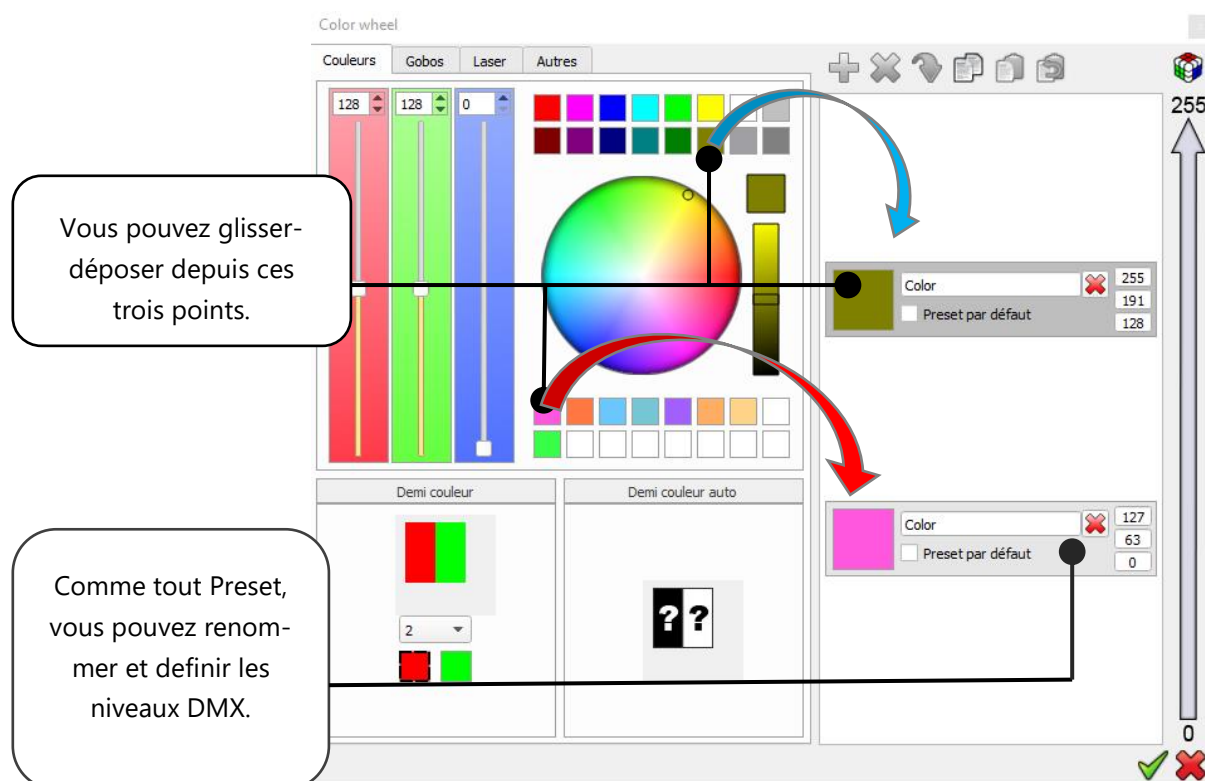 Color wheel
Couleurs Gobos Laser Autres
128 128 0
255
Vous pouvez glisser-
déposer depuis ces
trois points.
Color
Preset par défaut
255
191
128
Demi couleur
Demi couleur auto
2
? ?
Color
Preset par défaut
127
63
0
Comme tout Preset,
vous pouvez renom-
mer et definir les
niveaux DMX.
0